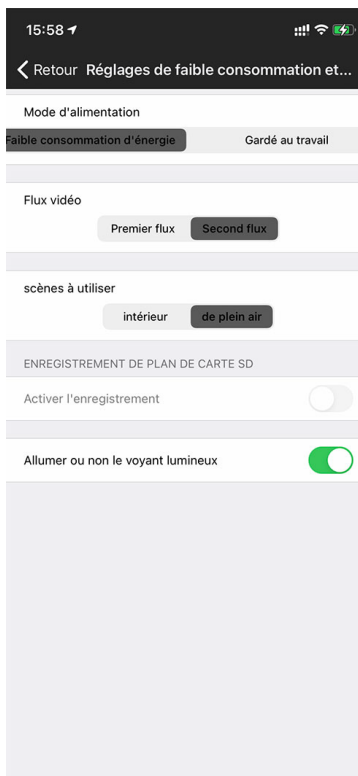 15:58
Retour Réglages de faible consommation et...
Mode d'alimentation
Faible consommation d'énergie Gardé au travail
Flux vidéo
Premier flux Second flux
scènes à utiliser
intérieur de plein air
ENREGISTREMENT DE PLAN DE CARTE SD
Activer l'enregistrement
Allumer ou non le voyant lumineux